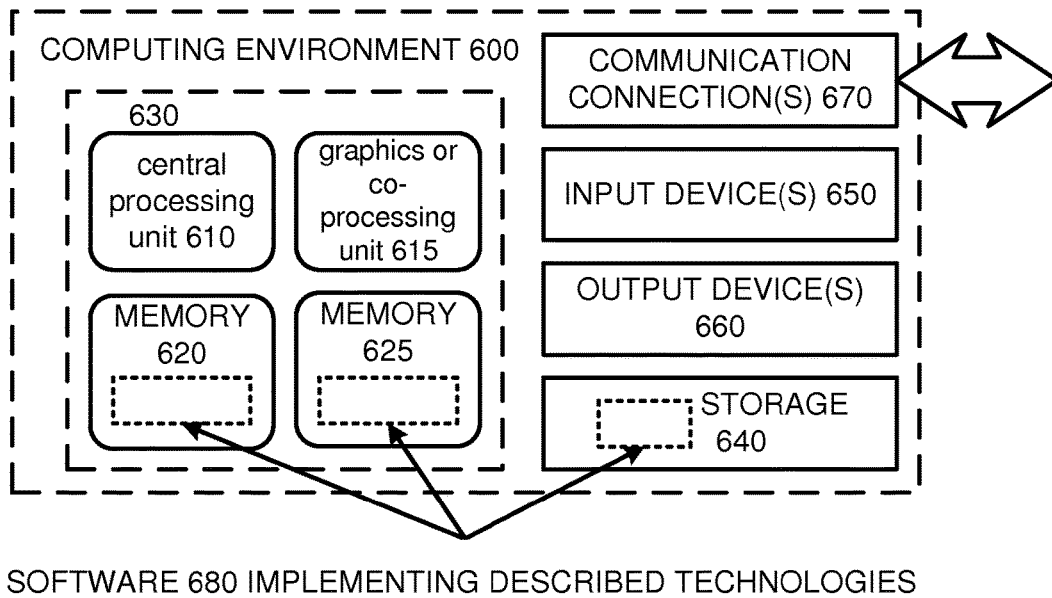 COMPUTING ENVIRONMENT 600
630
central
processing
unit 610
graphics or
co-
processing
unit 615
MEMORY
620
MEMORY
625
COMMUNICATION
CONNECTION(S) 670
INPUT DEVICE(S) 650
OUTPUT DEVICE(S)
660
STORAGE
640
SOFTWARE 680 IMPLEMENTING DESCRIBED TECHNOLOGIES